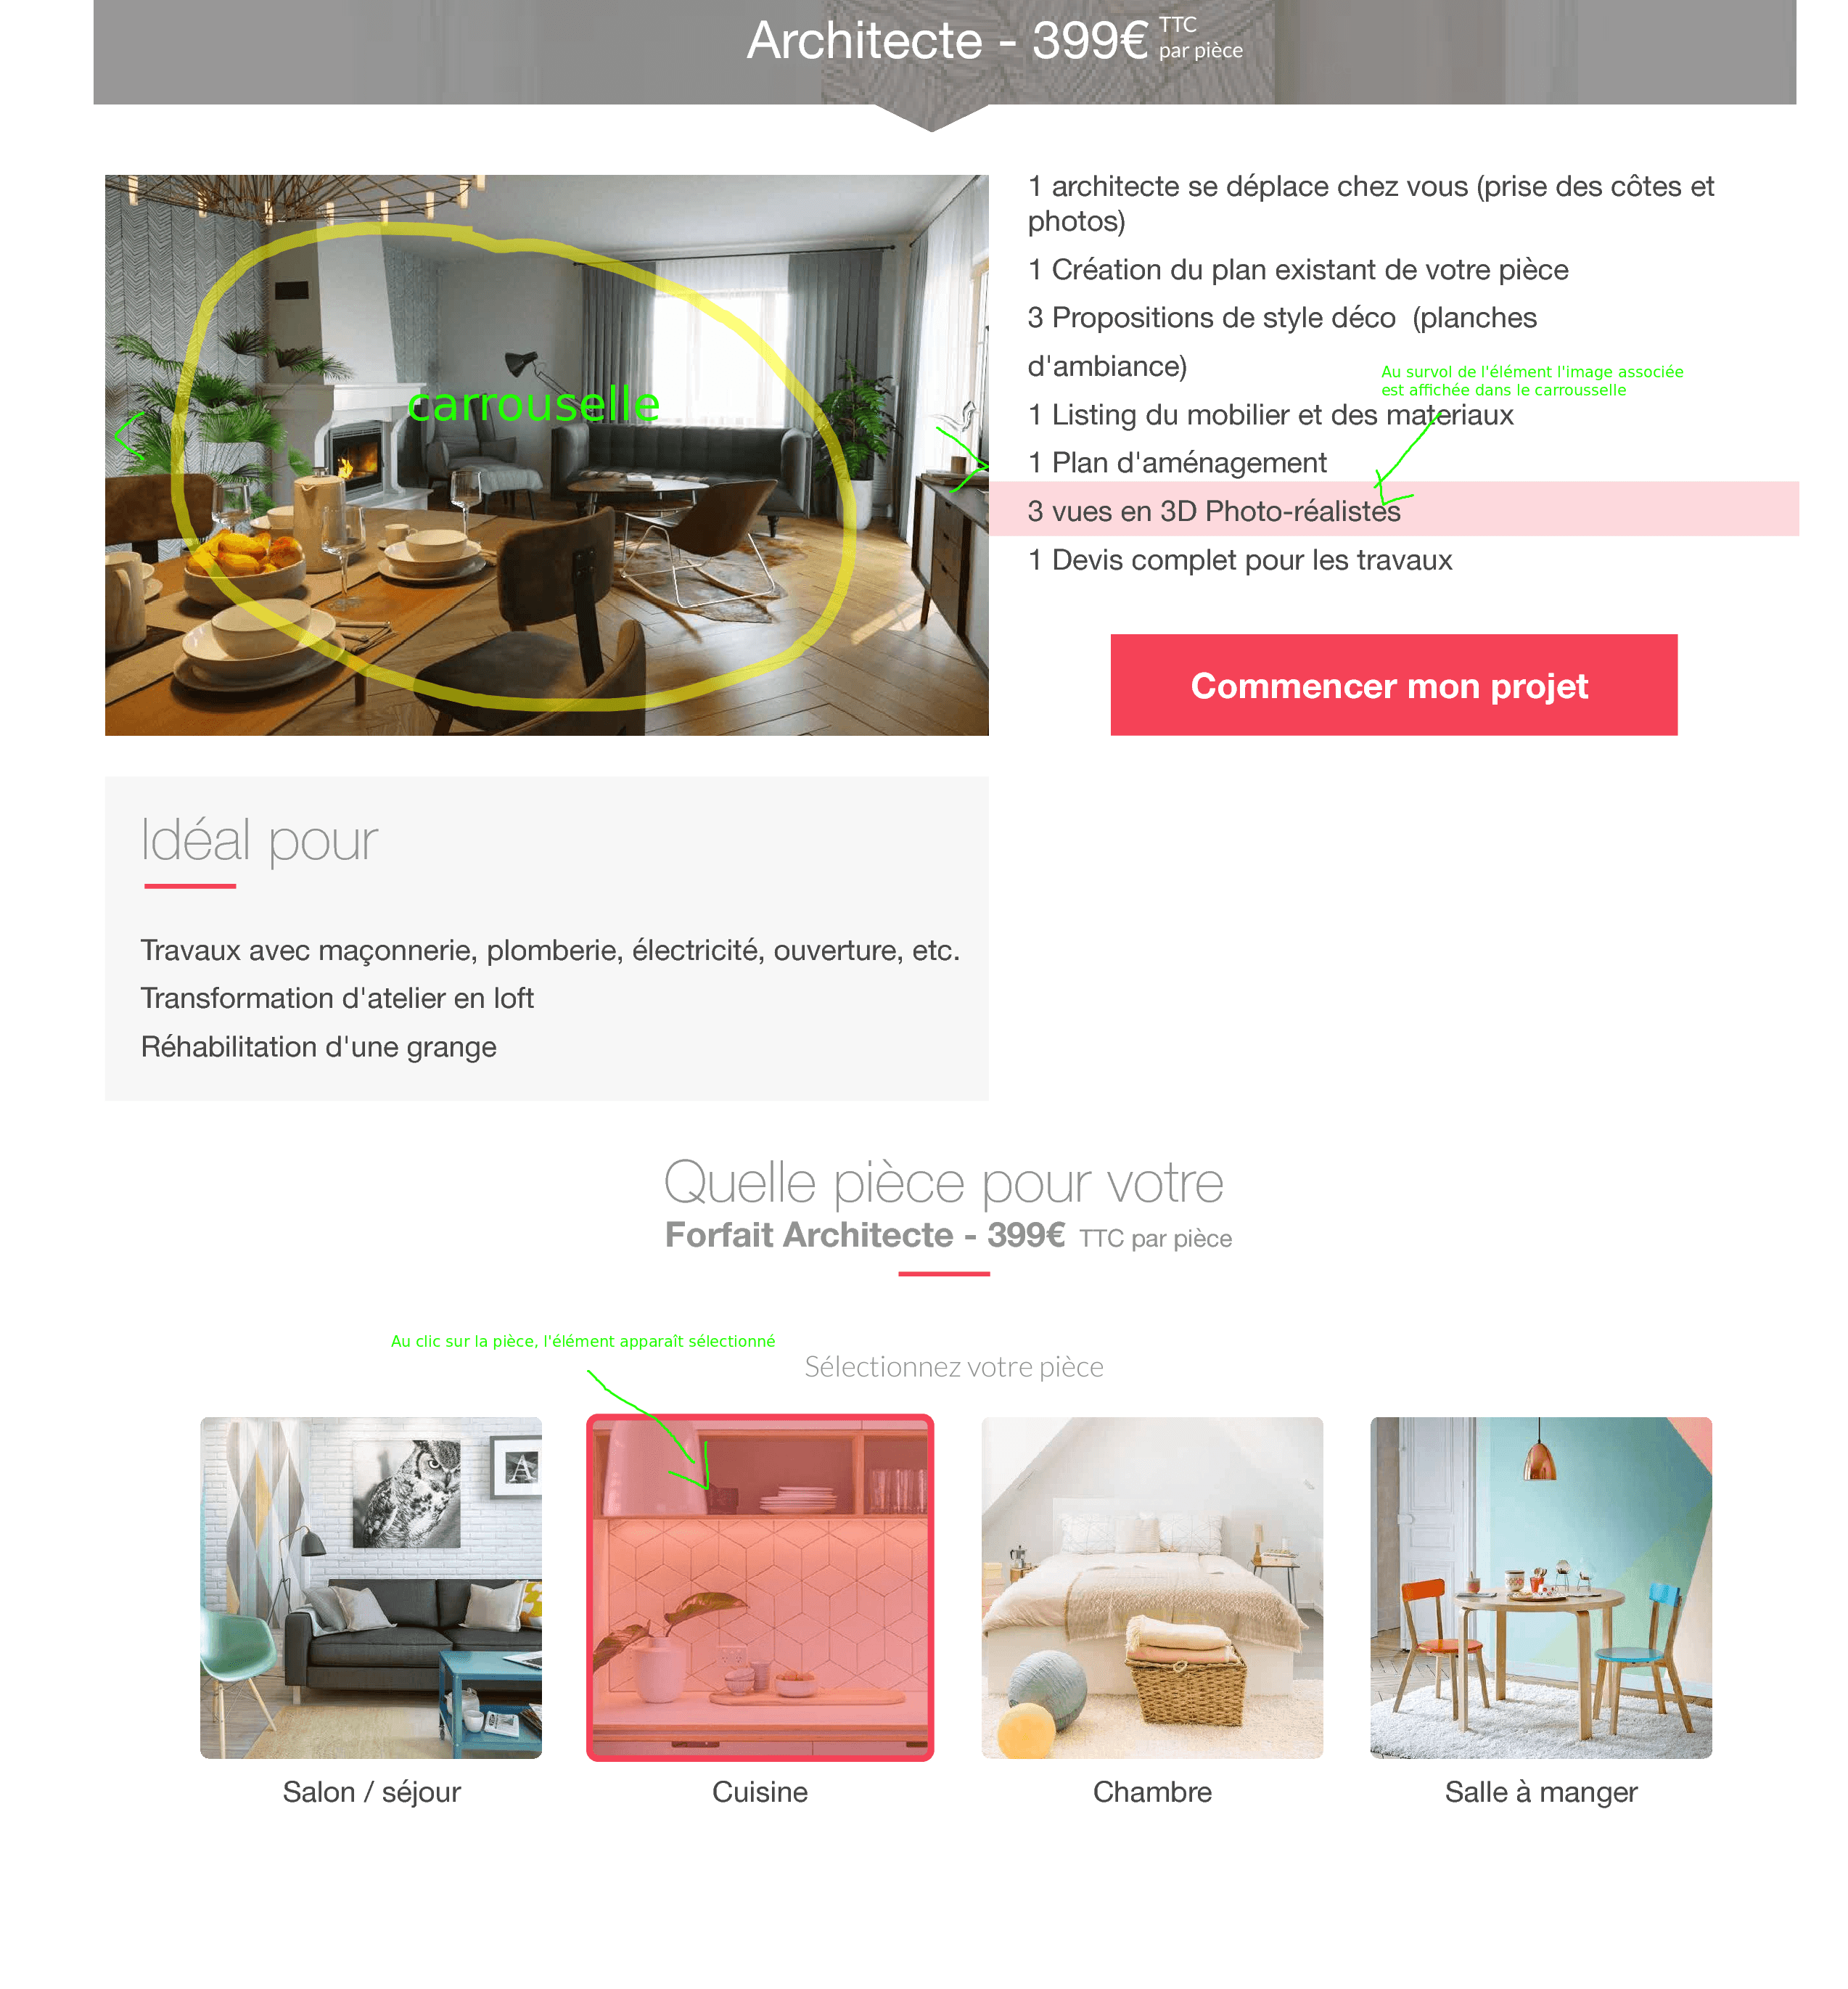 Architecte - 399€ TTC
par pièce
1 architecte se déplace chez vous (prise des côtes et
photos)
1 Création du plan existant de votre pièce
3 Propositions de style déco  (planches
d'ambiance)
Au survol de l'élément l'image associée
est affichée dans le carrousselle
carrouselle
1 Listing du mobilier et des materiaux
1 Plan d'aménagement
3 vues en 3D Photo-réalistes
1 Devis complet pour les travaux
Commencer mon projet
Idéal pour
Travaux avec maçonnerie, plomberie, électricité, ouverture, etc.
Transformation d'atelier en loft
Réhabilitation d'une grange
Quelle pièce pour votre
Forfait Architecte - 399€ TTC par pièce
Au clic sur la pièce, l'élément apparaît sélectionné
Sélectionnez votre pièce
A
Salon / séjour
Cuisine
Chambre
Salle à manger